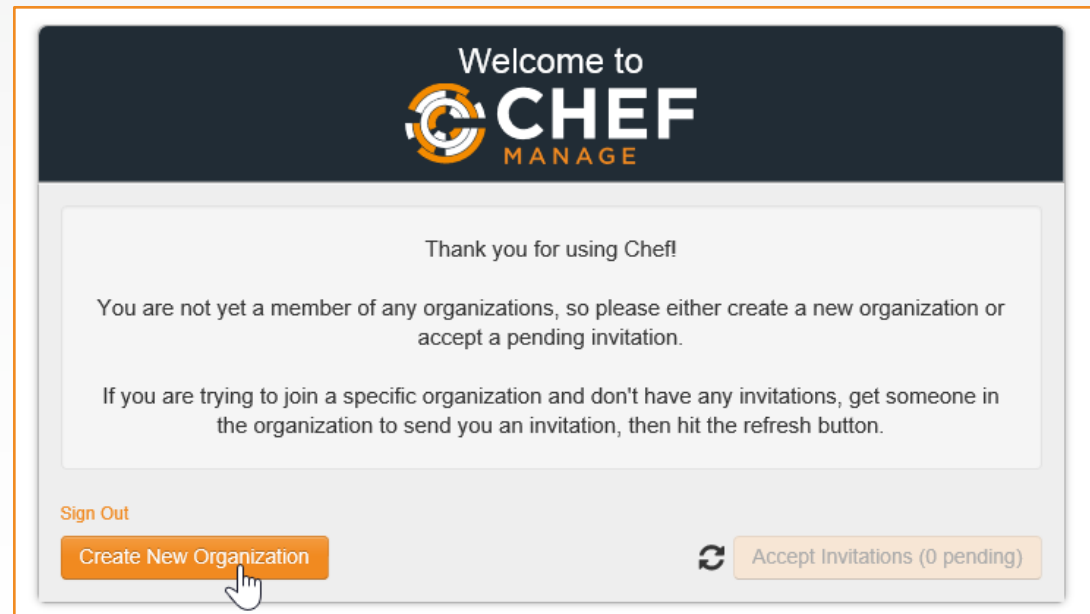 Welcome to
CHEF
MANAGE
Thank you for using Chef!
You are not yet a member of any organizations, so please either create a new organization or
accept a pending invitation.
If you are trying to join a specific organization and don't have any invitations, get someone in
the organization to send you an invitation, then hit the refresh button.
Sign Out
Create New Organization
Accept Invitations (0 pending)